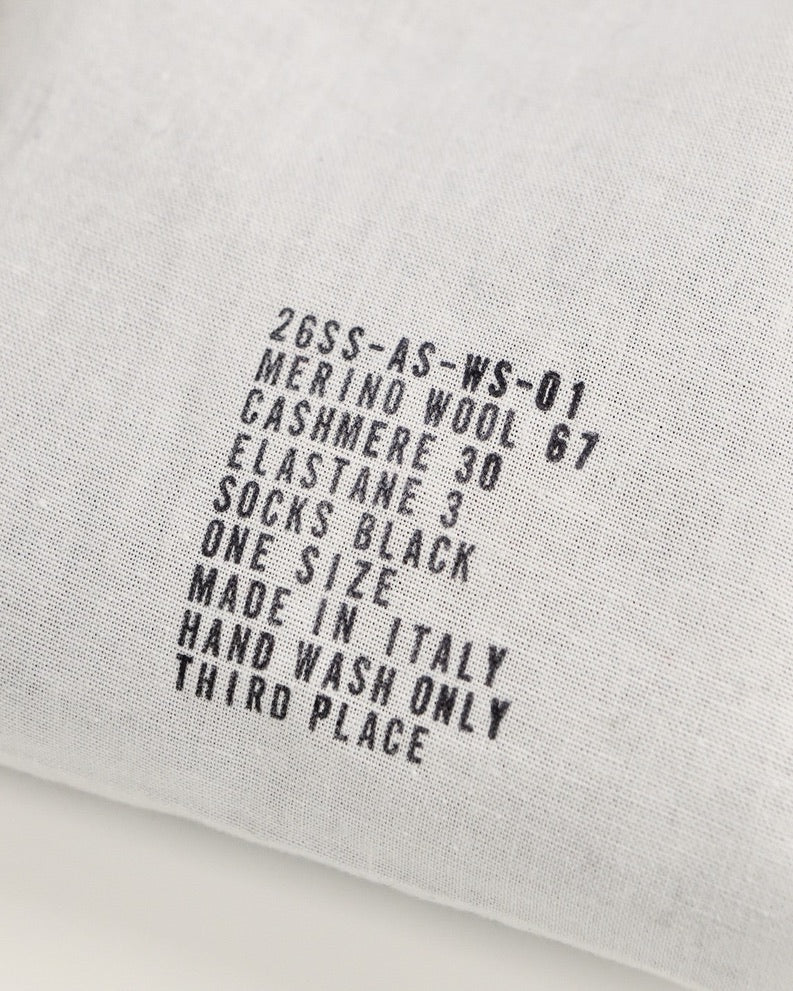 26SS-AS-WS-01
MERINO WOOL 67
CASHMERE 30
ELASTANE 3
SOCKS BLACK
ONE SIZE
MADE IN ITALY
HAND WASH ONLY
THIRD PLACE